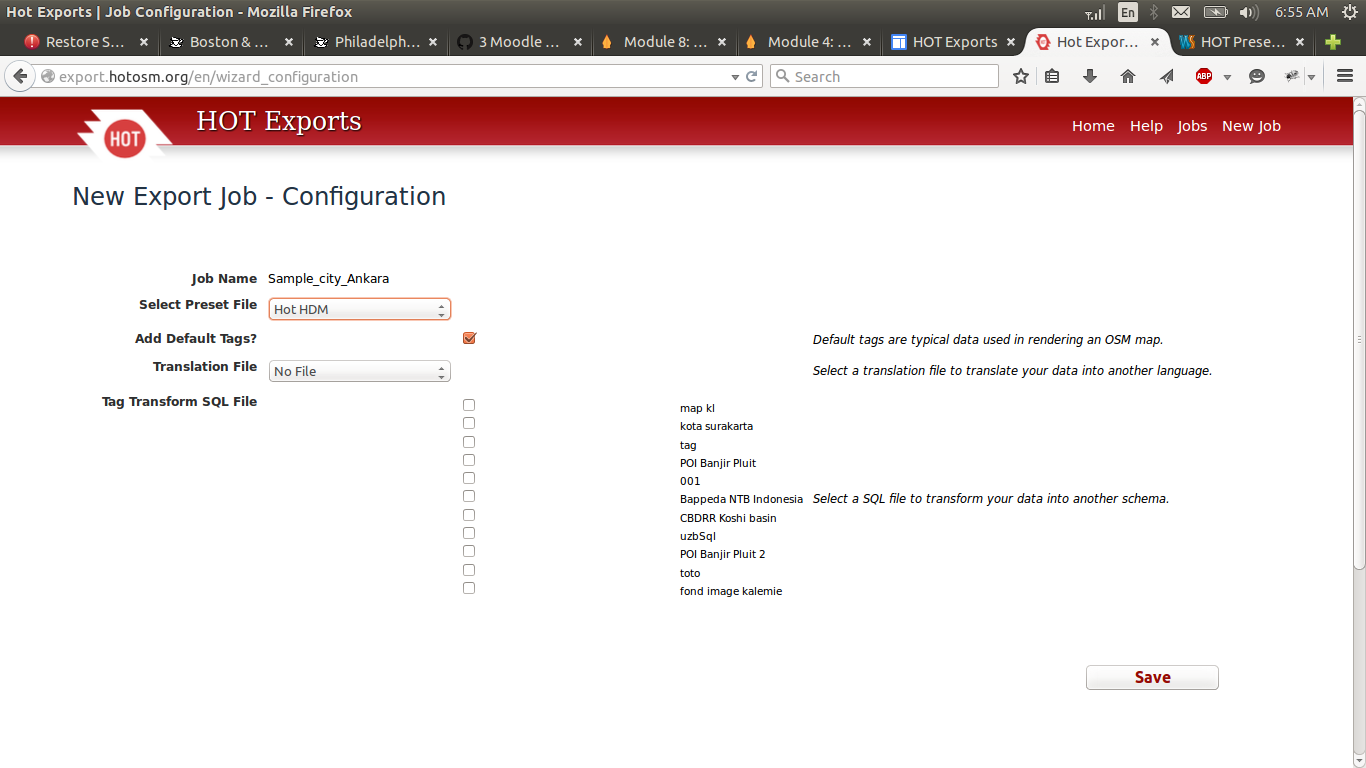 Hot Exports | Job Configuration - Mozilla Firefox
En
6:55 AM
Restore S...
Boston & ...
Philadelph...
3 Moodle ...
Module 8: ...
Module 4: ...
HOT Exports
Hot Expor...
HOT Prese...
export.hotosm.org/en/wizard_configuration
Search
ABP
HOT
HOT Exports
Home
Help
Jobs
New Job
New Export Job - Configuration
Job Name Sample_city_Ankara
Select Preset File Hot HDM
Add Default Tags? Default tags are typical data used in rendering an OSM map.
Translation File No File Select a translation file to translate your data into another language.
Tag Transform SQL File
map kl
kota surakarta
tag
POI Banjir Pluit
001
Bappeda NTB Indonesia Select a SQL file to transform your data into another schema.
CBDRR Koshi basin
uzbSql
POI Banjir Pluit 2
toto
fond image kalemie
Save